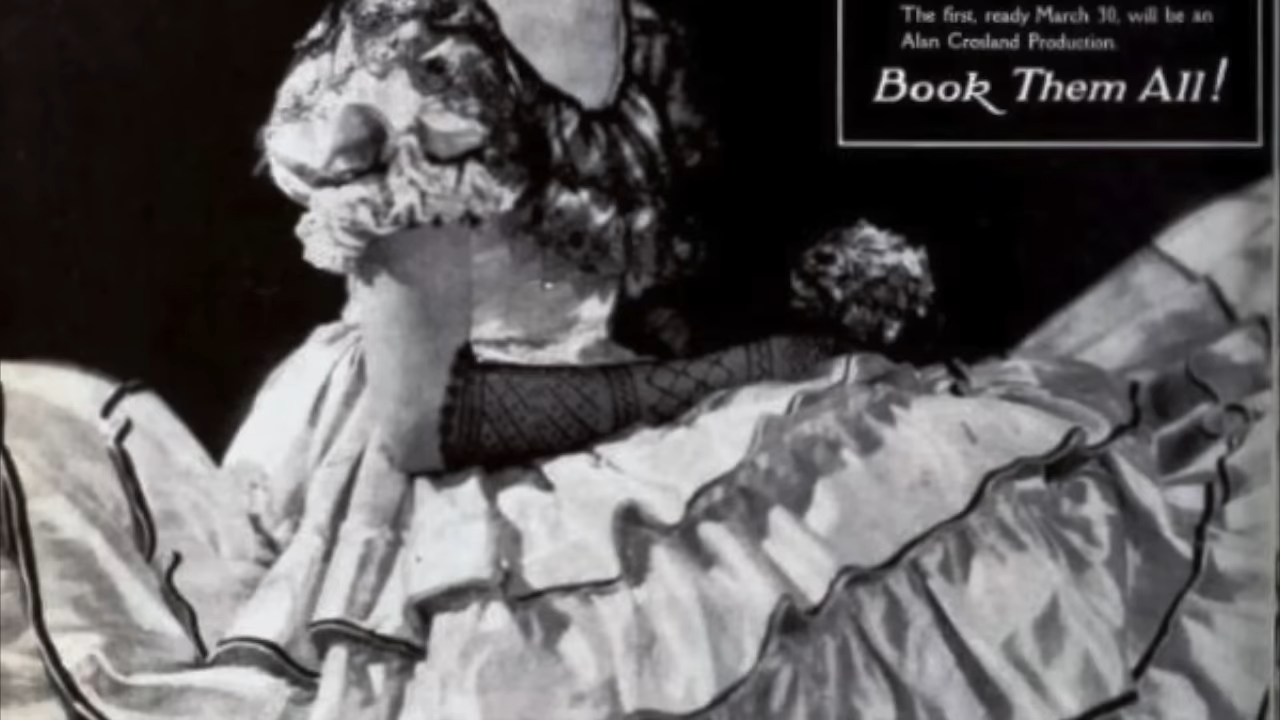 The first, ready March 30, will be an
Alan Crosland Production.
Book Them All!